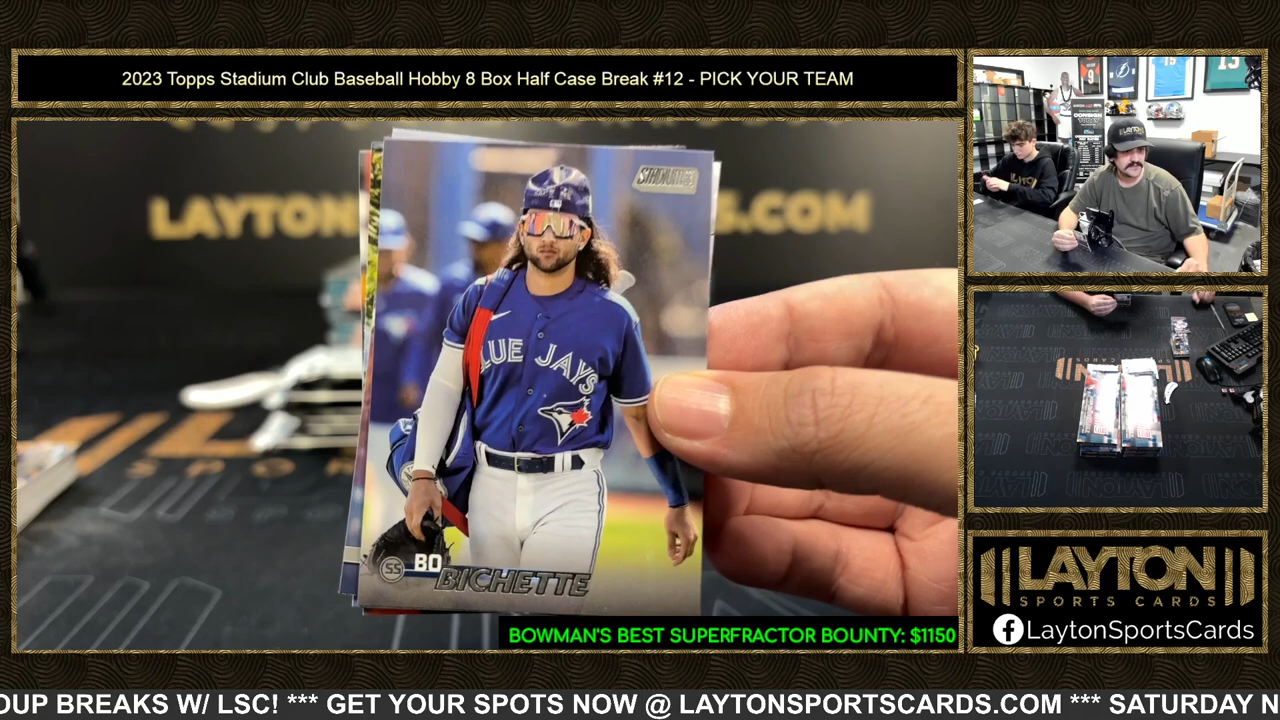 2023 Topps Stadium Club Baseball Hobby 8 Box Half Case Break #12 - PICK YOUR TEAM
LAYTON
.COM
STADIUM
BLUE JAYS
SS
BO
BICHETTE
BOWMAN'S BEST SUPERFRACTOR BOUNTY: $1150
LAYTON
SPORTS CARDS
LaytonSportsCards
OUP BREAKS W/ LSC! *** GET YOUR SPOTS NOW @ LAYTONSPORTSCARDS.COM *** SATURDAY N